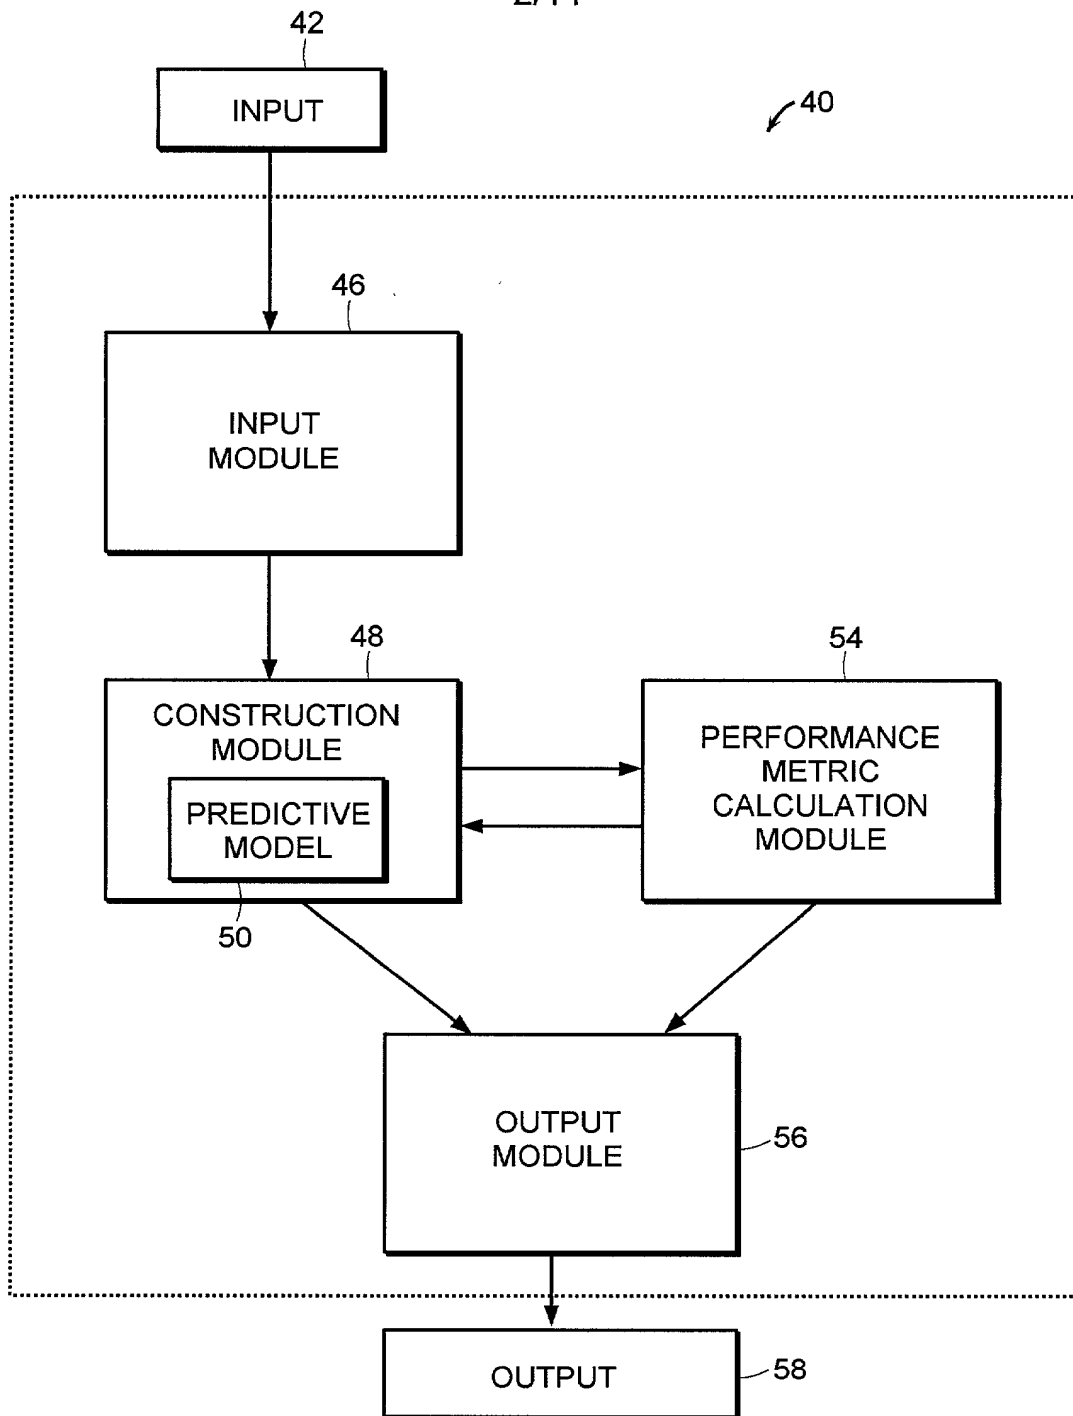 42
INPUT
40
46
INPUT
MODULE
48
54
CONSTRUCTION
MODULE
PERFORMANCE
METRIC
CALCULATION
MODULE
PREDICTIVE
MODEL
50
OUTPUT
MODULE
56
OUTPUT
58